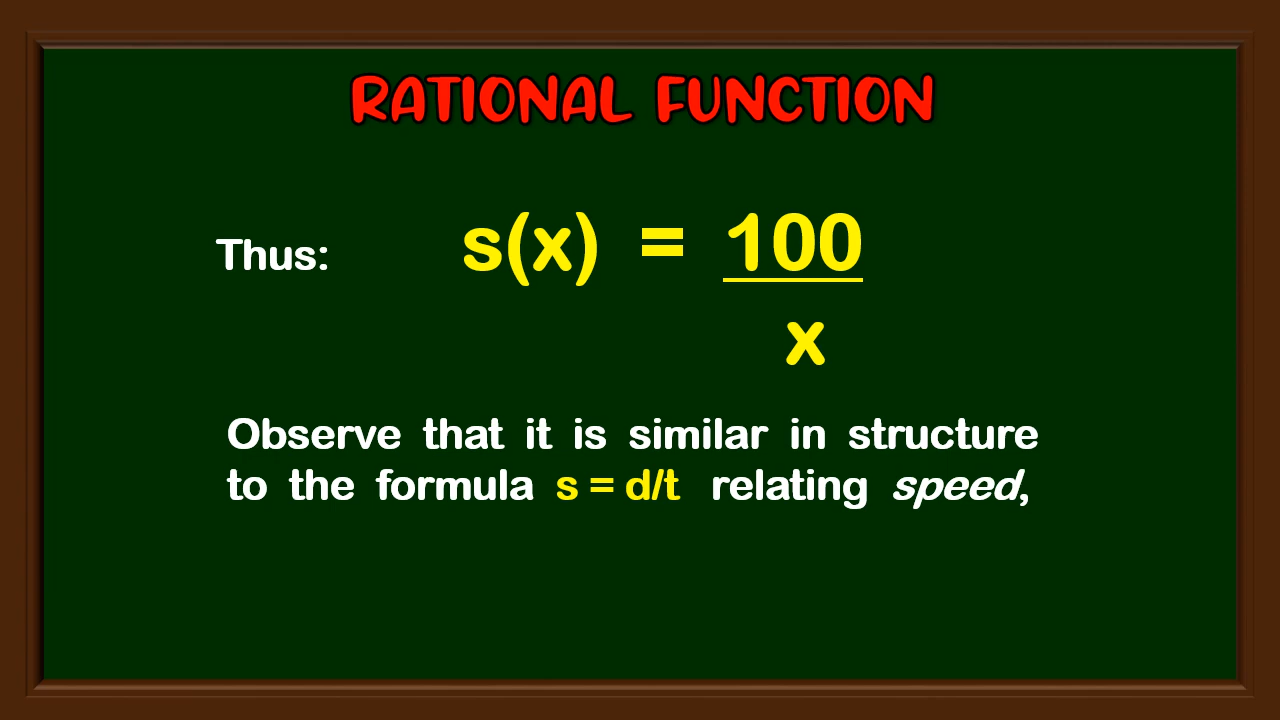 RATIONAL FUNCTION
Thus: s(x) = 100
x
Observe that it is similar in structure
to the formula s = d/t relating speed,